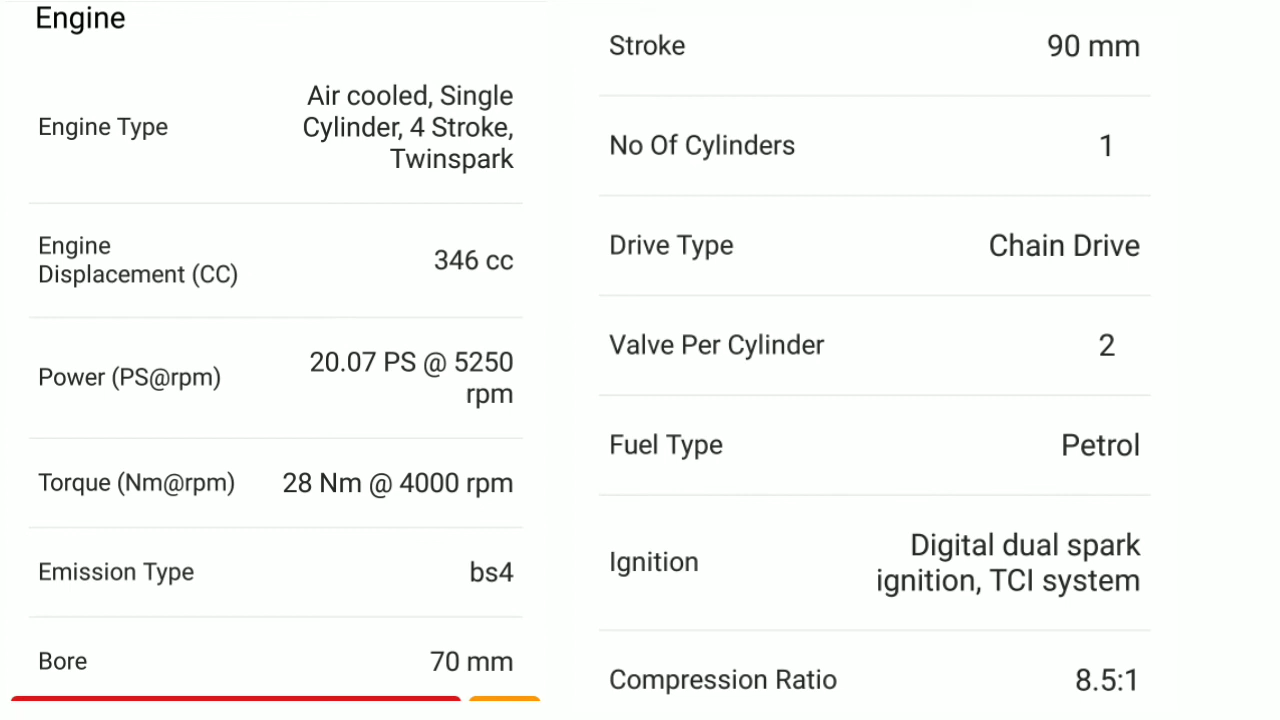 Engine
Engine Type
Air cooled, Single
Cylinder, 4 Stroke,
Twinspark
Engine
Displacement (CC)
346 cc
Power (PS@rpm)
20.07 PS @ 5250
rpm
Torque (Nm@rpm)
28 Nm @ 4000 rpm
Emission Type
bs4
Bore
70 mm
Stroke
90 mm
No Of Cylinders
1
Drive Type
Chain Drive
Valve Per Cylinder
2
Fuel Type
Petrol
Ignition
Digital dual spark
ignition, TCI system
Compression Ratio
8.5:1